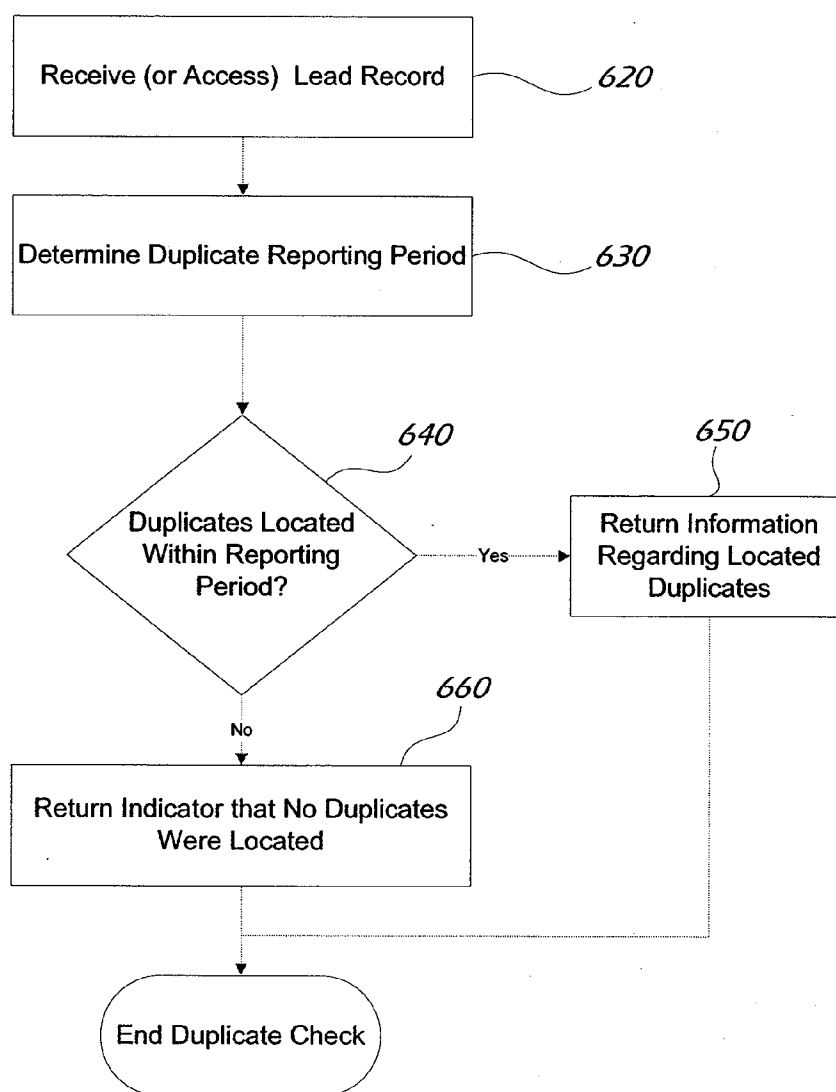 Receive (or Access) Lead Record
620
Determine Duplicate Reporting Period
630
640
Duplicates Located
Within Reporting
Period?
Yes
650
Return Information
Regarding Located
Duplicates
No
660
Return Indicator that No Duplicates
Were Located
End Duplicate Check